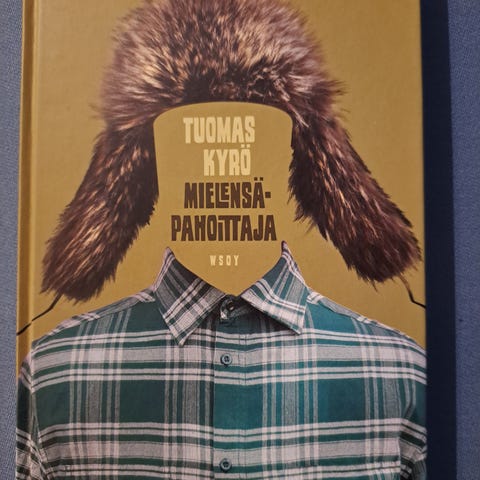 TUOMAS
KYRÖ
MIELENSÄ-
PAHOITTAJA
WSOY